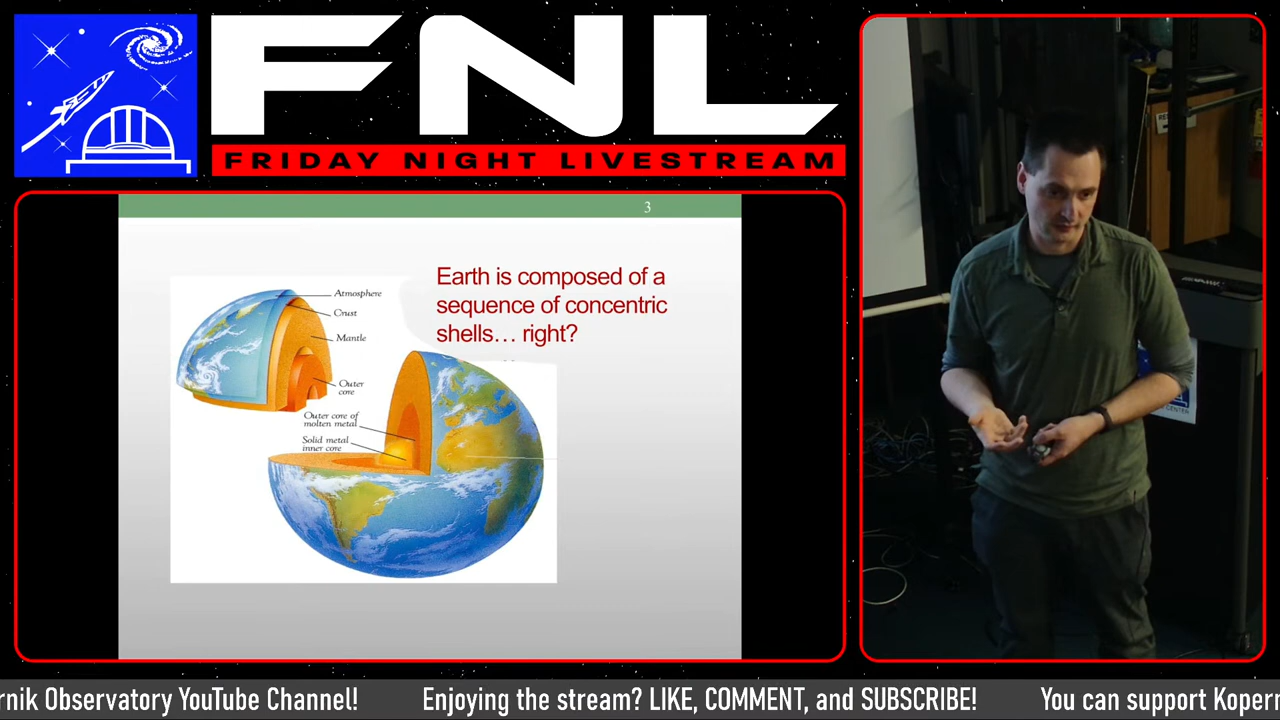 FNL
FRIDAY NIGHT LIVESTREAM
3
Earth is composed of a
sequence of concentric
shells… right?
Atmosphere
Crust
Mantle
Outer
core
Outer core of
molten metal
Solid metal
inner core
CENTER
rnik Observatory YouTube Channel! Enjoying the stream? LIKE, COMMENT, and SUBSCRIBE! You can support Kopern